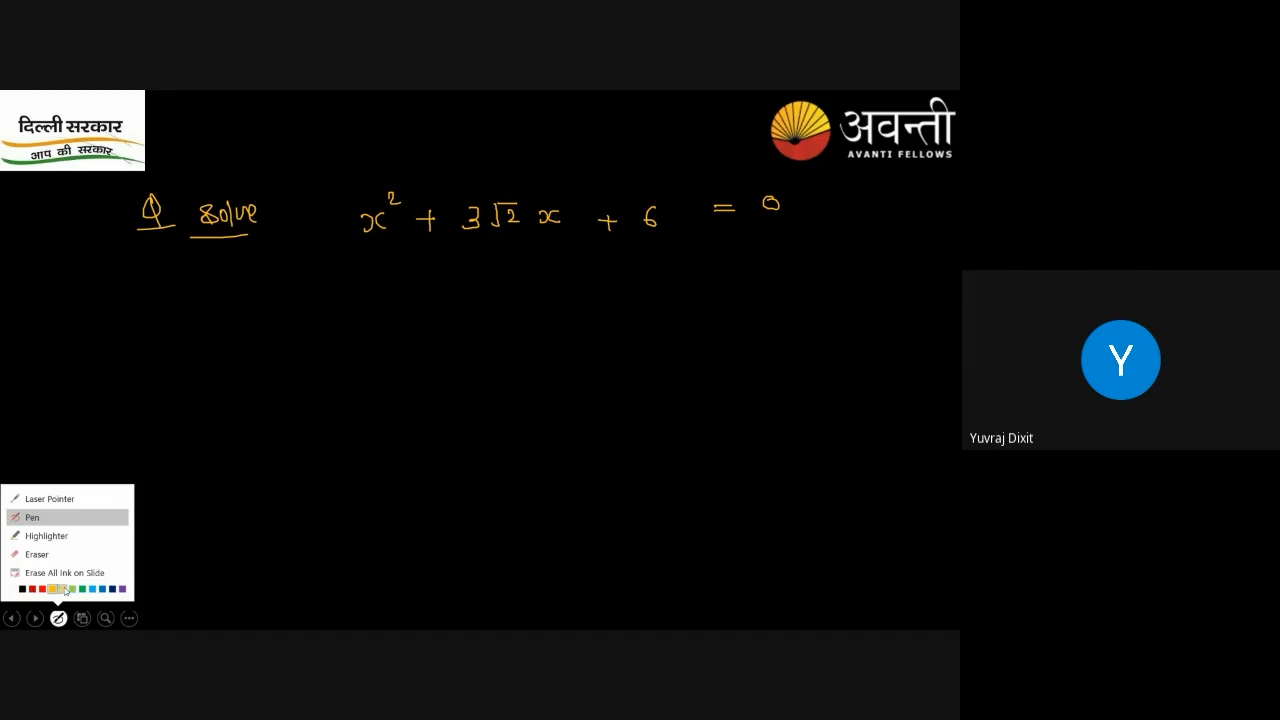 दिल्ली सरकार
आप की सरकार
अवन्ती
AVANTI FELLOWS
Q Solve x² + 3√2 x + 6 = 0
Y
Yuvraj Dixit
Laser Pointer
Pen
Highlighter
Eraser
Erase All Ink on Slide